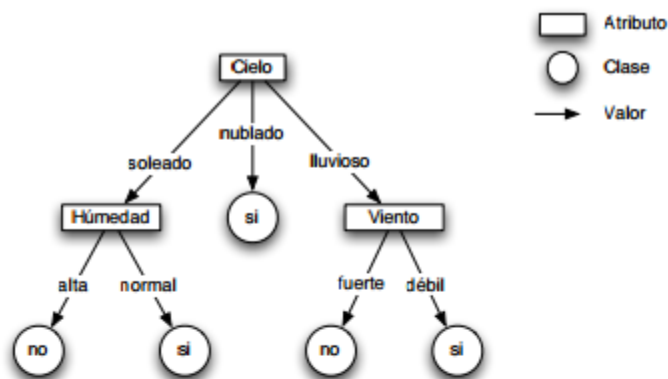 Atributo
Cielo
Clase
nublado
Valor
soleado
lluvioso
Húmedad
si
Viento
alta
normal
fuerte
débil
no
si
no
si